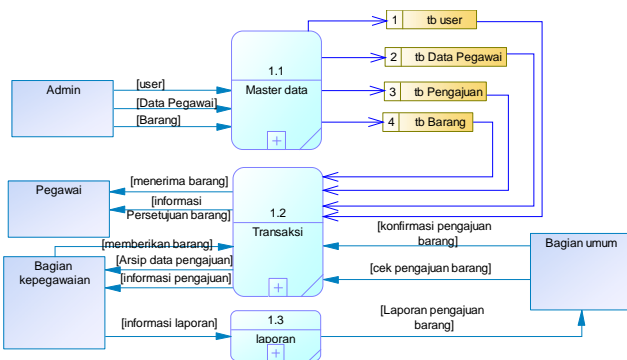 1 tb user
1.1
2 tb Data Pegawai
Admin
[user]
Master data
3 tb Pengajuan
[Data Pegawai]
[Barang]
4 tb Barang
Pegawai
[menerima barang]
[informasi
Persetujuan barang]
1.2
Transaksi
[konfirmasi pengajuan
barang]
Bagian umum
[memberikan barang]
Bagian
kepegawaian
[Arsip data pengajuan]
[cek pengajuan barang]
[informasi pengajuan]
[informasi laporan]
1.3
laporan
[Laporan pengajuan
barang]